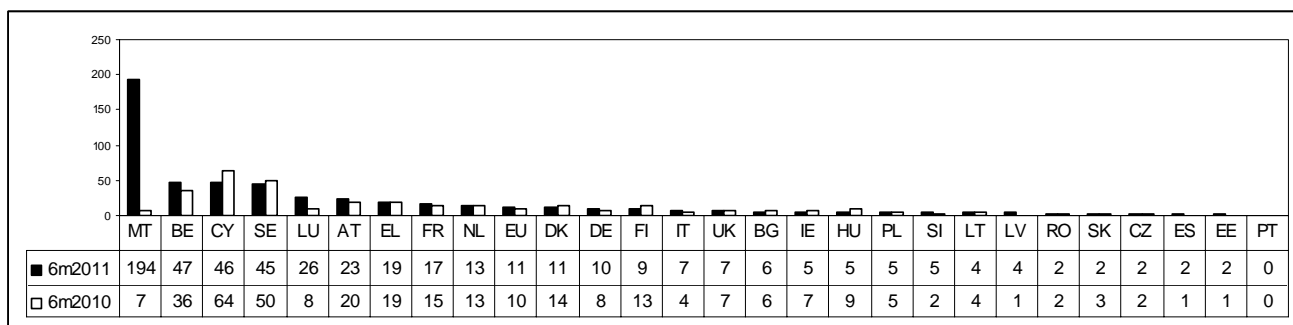 250
200
150
100
50
0
MT BE CY SE LU AT EL FR NL EU DK DE FI IT UK BG IE HU PL SI LT LV RO SK CZ ES EE PT
6m2011 194 47 46 45 26 23 19 17 13 11 11 10 9 7 7 6 5 5 5 5 4 4 2 2 2 2 2 0
6m2010 7 36 64 50 8 20 19 15 13 10 14 8 13 4 7 6 7 9 5 2 4 1 2 3 2 1 1 0